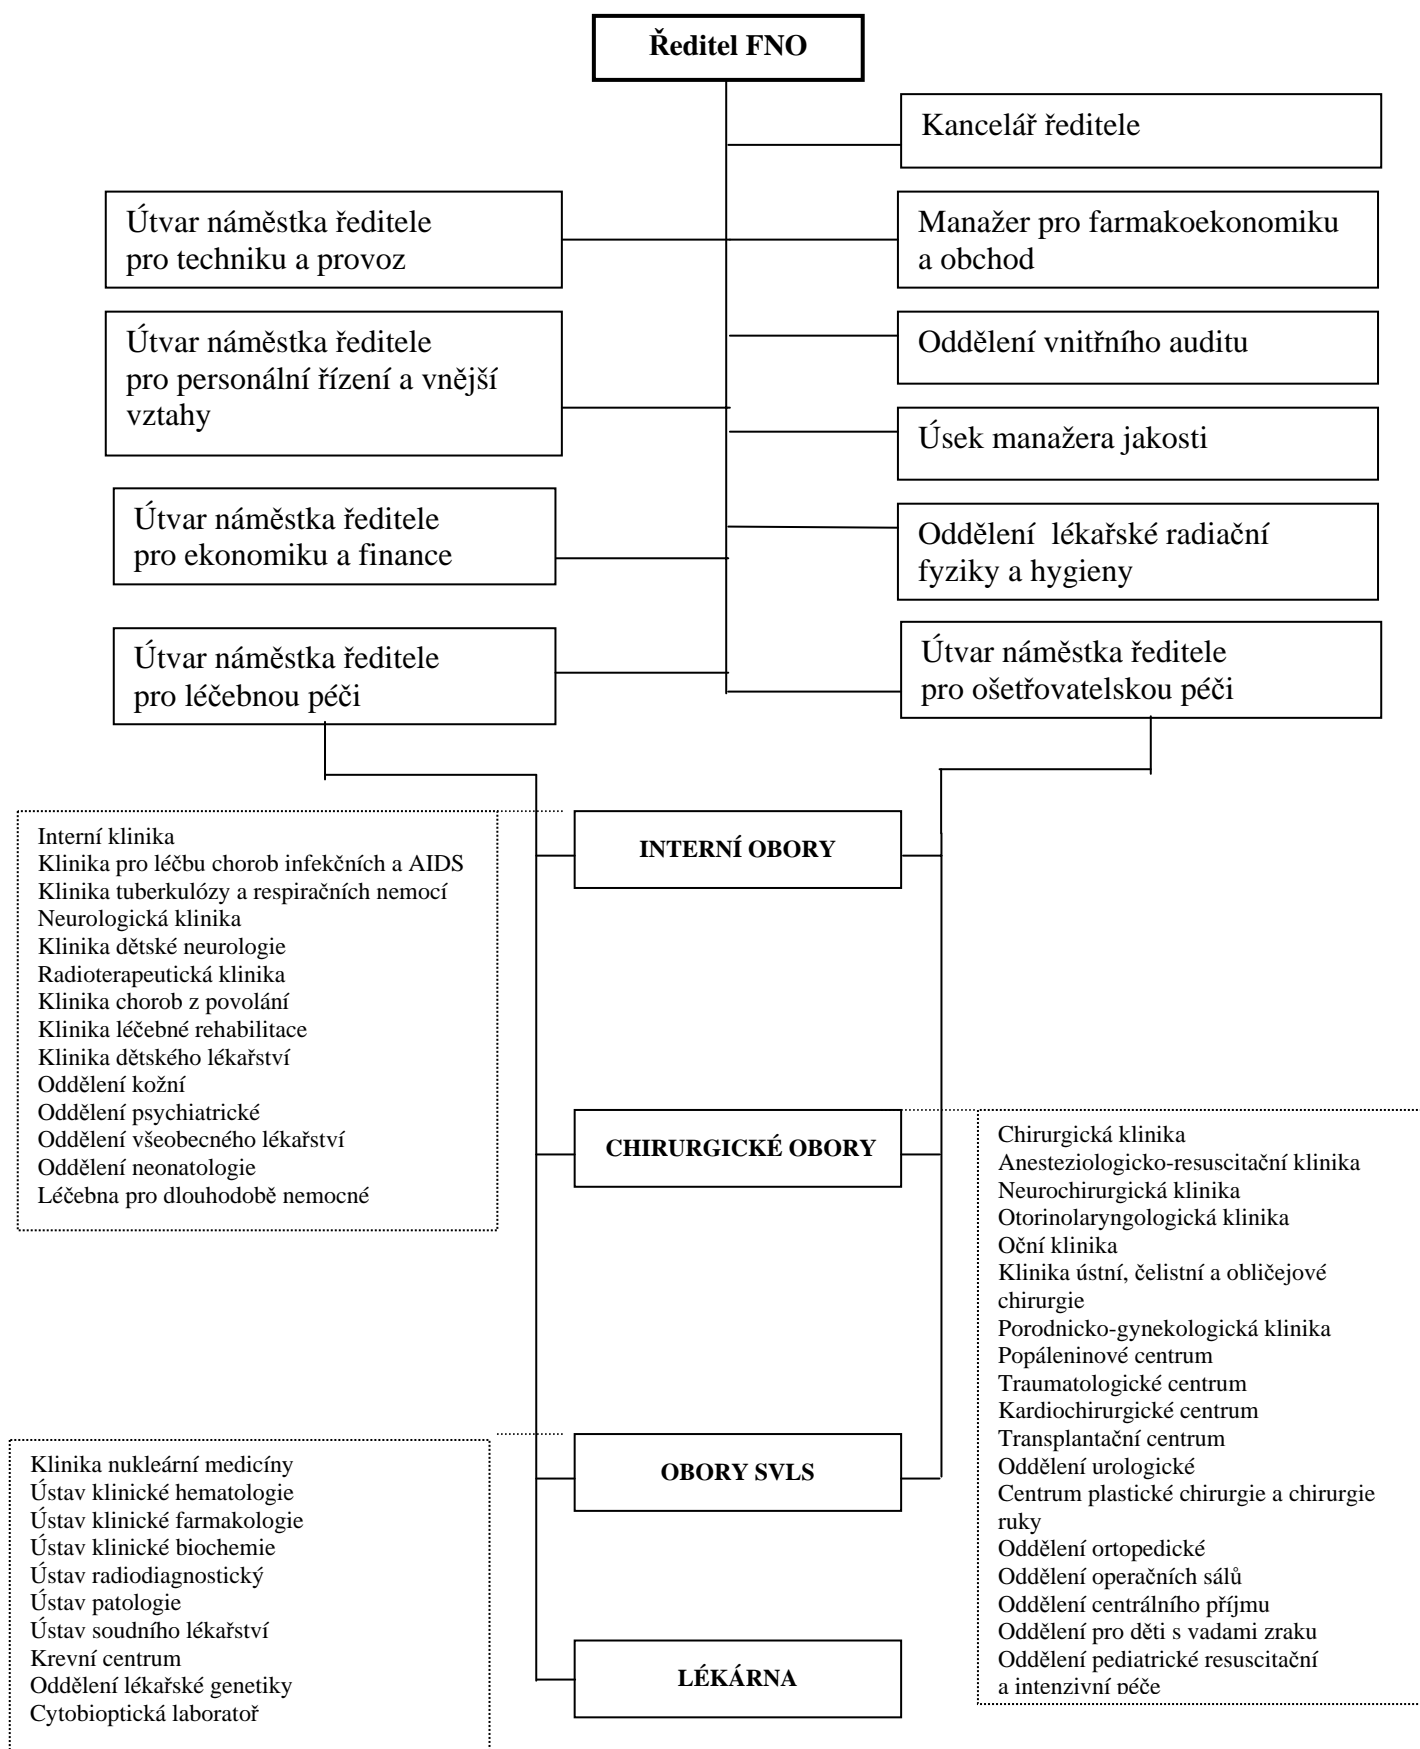 Ředitel FNO
Kancelář ředitele
Útvar náměstka ředitele
pro techniku a provoz
Manažer pro farmakoekonomiku
a obchod
Útvar náměstka ředitele
pro personální řízení a vnější
vztahy
Oddělení vnitřního auditu
Úsek manažera jakosti
Útvar náměstka ředitele
pro ekonomiku a finance
Oddělení lékařské radiační
fyziky a hygieny
Útvar náměstka ředitele
pro léčebnou péči
Útvar náměstka ředitele
pro ošetřovatelskou péči
INTERNÍ OBORY
Interní klinika
Klinika pro léčbu chorob infekčních a AIDS
Klinika tuberkulózy a respiračních nemocí
Neurologická klinika
Klinika dětské neurologie
Radioterapeutická klinika
Klinika chorob z povolání
Klinika léčebné rehabilitace
Klinika dětského lékařství
Oddělení kožní
Oddělení psychiatrické
Oddělení všeobecného lékařství
Oddělení neonatologie
Léčebna pro dlouhodobě nemocné
CHIRURGICKÉ OBORY
Chirurgická klinika
Anesteziologicko-resuscitační klinika
Neurochirurgická klinika
Otorinolaryngologická klinika
Oční klinika
Klinika ústní, čelistní a obličejové
chirurgie
Porodnicko-gynekologická klinika
Popáleninové centrum
Traumatologické centrum
Kardiochirurgické centrum
Transplantační centrum
Oddělení urologické
Centrum plastické chirurgie a chirurgie
ruky
Oddělení ortopedické
Oddělení operačních sálů
Oddělení centrálního příjmu
Oddělení pro děti s vadami zraku
Oddělení pediatrické resuscitační
a intenzivní péče
OBORY SVLS
Klinika nukleární medicíny
Ústav klinické hematologie
Ústav klinické farmakologie
Ústav klinické biochemie
Ústav radiodiagnostický
Ústav patologie
Ústav soudního lékařství
Krevní centrum
Oddělení lékařské genetiky
Cytobioptická laboratoř
LÉKÁRNA